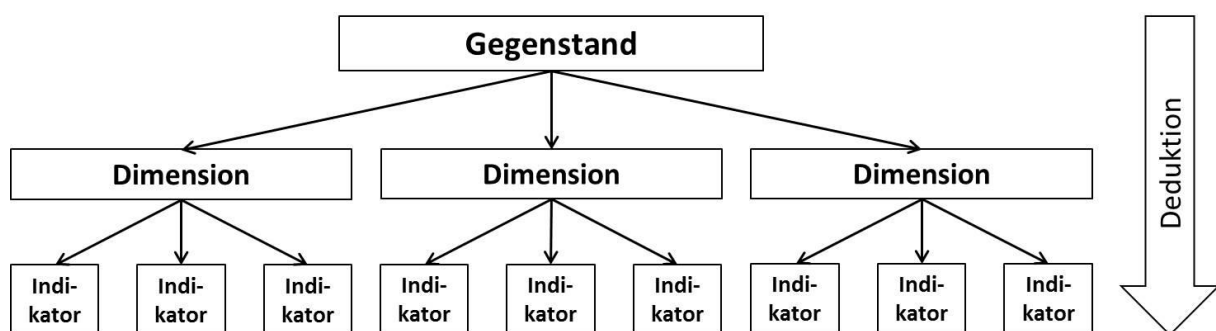 Gegenstand
Dimension
Dimension
Dimension
Indi-
kator
Indi-
kator
Indi-
kator
Indi-
kator
Indi-
kator
Indi-
kator
Indi-
kator
Indi-
kator
Indi-
kator
Deduktion